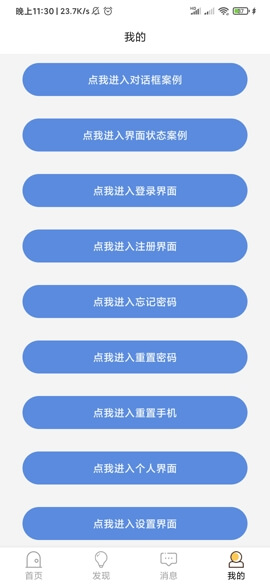 晚上11:30 | 23.7K/s
我的
点我进入对话框案例
点我进入界面状态案例
点我进入登录界面
点我进入注册界面
点我进入忘记密码
点我进入重置密码
点我进入重置手机
点我进入个人界面
点我进入设置界面
首页 发现 消息 我的